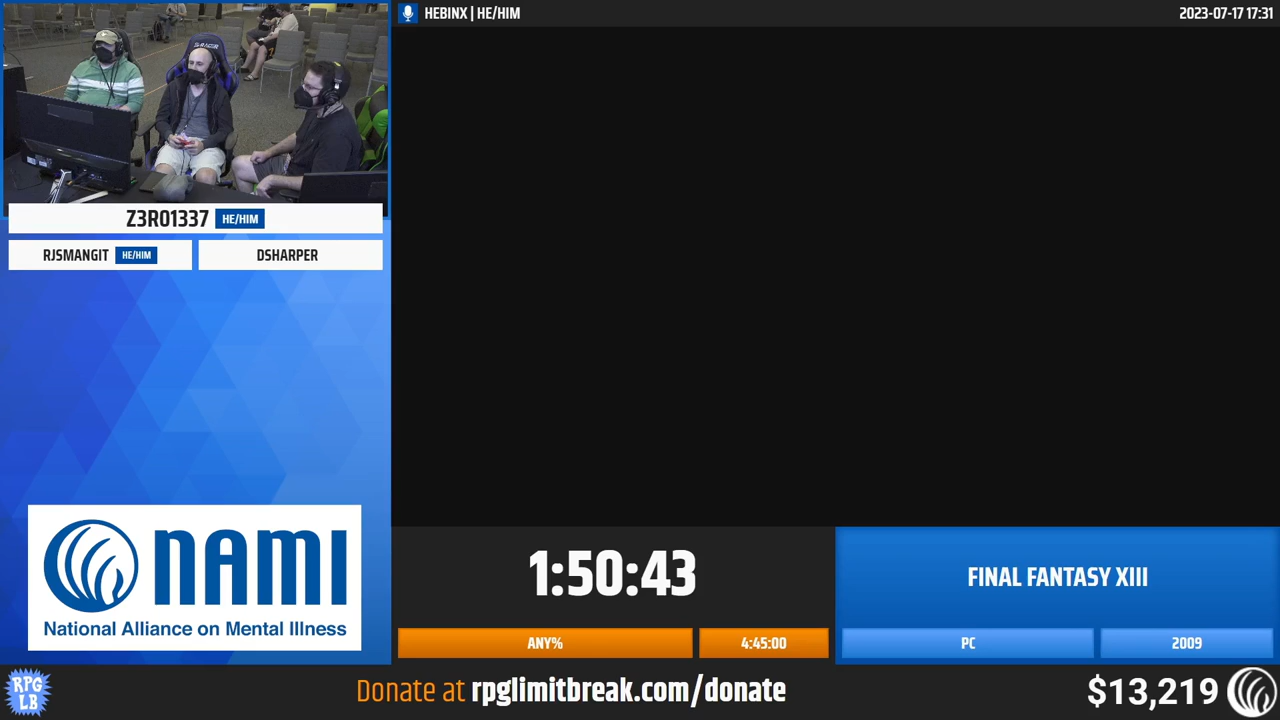 HEBINX | HE/HIM
2023-07-17 17:31
Z3R01337 HE/HIM
RJSMANGIT HE/HIM
DSHARPER
NAMI
National Alliance on Mental Illness
1:50:43
ANY%
4:45:00
FINAL FANTASY XIII
PC
2009
RPG
LB
Donate at rpglimitbreak.com/donate
$13,219